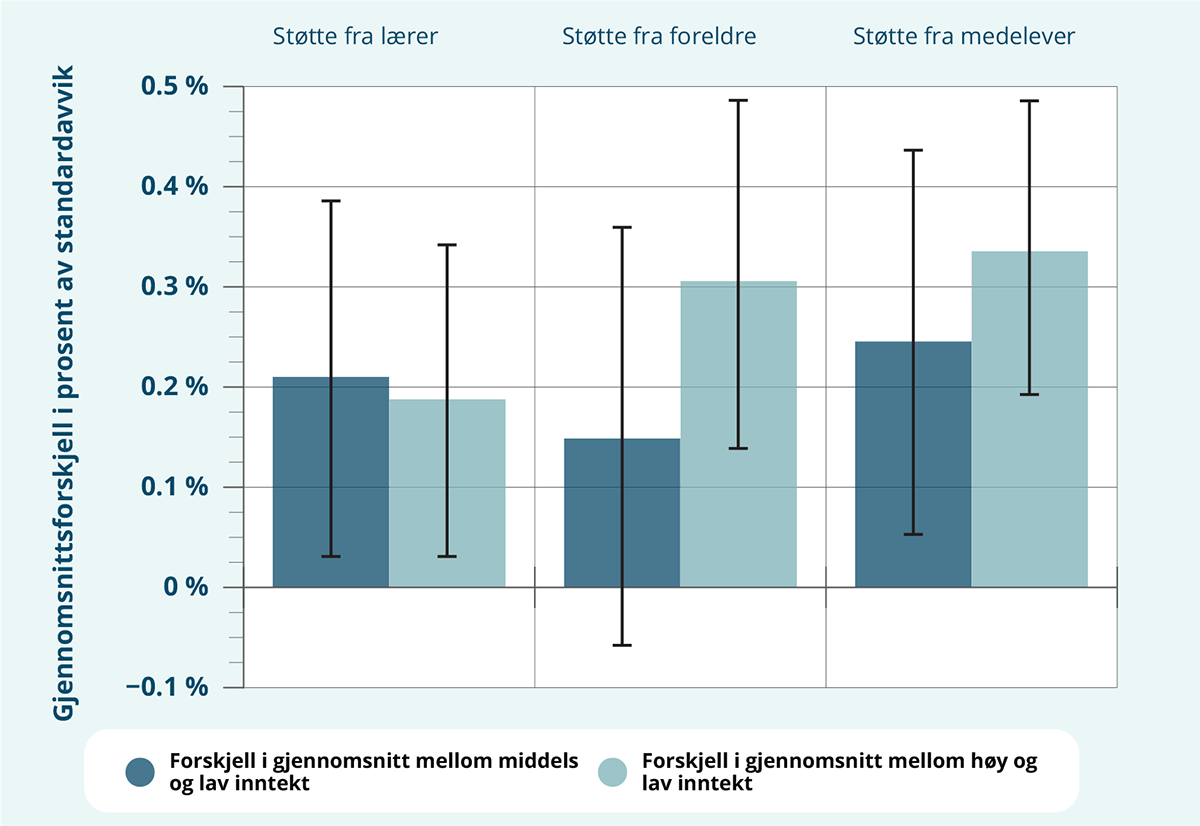 Støtte fra lærer
Støtte fra foreldre
Støtte fra medelever
Gjennomsnittsforskjell i prosent av standardavvik
0.5 %
0.4 %
0.3 %
0.2 %
0.1 %
0 %
−0.1 %
Forskjell i gjennomsnitt mellom middels
og lav inntekt
Forskjell i gjennomsnitt mellom høy og
lav inntekt